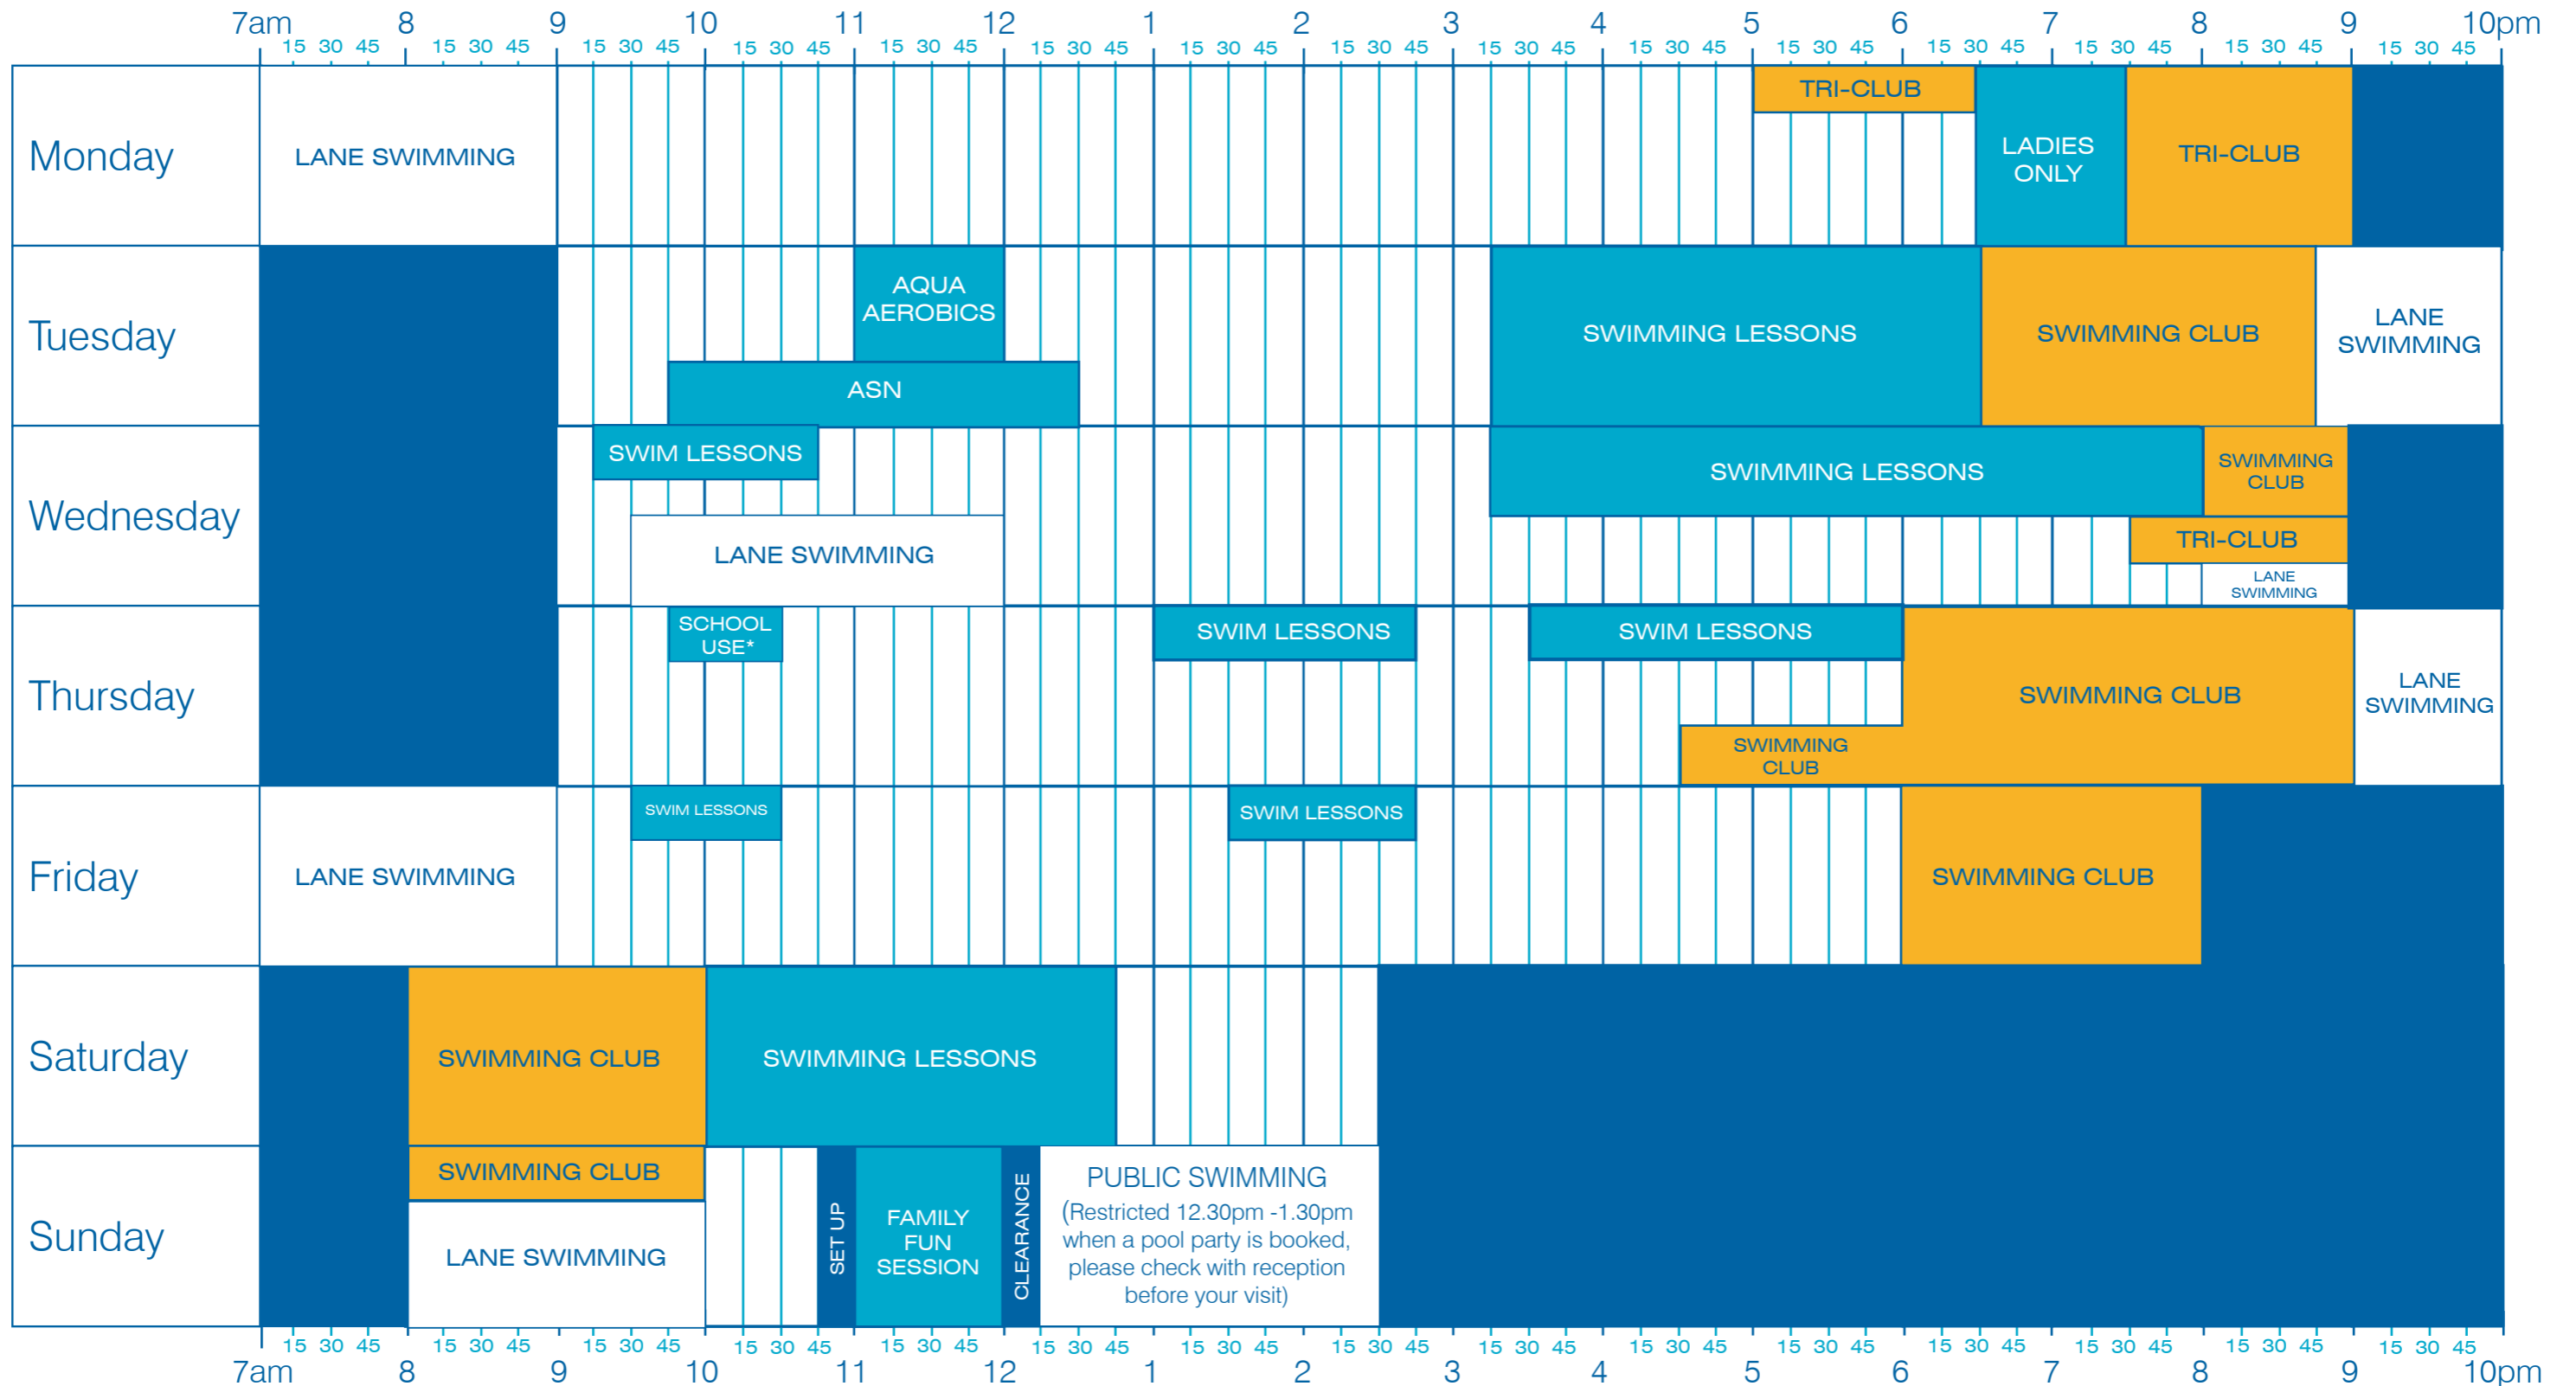 7am 8 9 10 11 12 1 2 3 4 5 6 7 8 9 10pm
15 30 45 15 30 45 15 30 45 15 30 45 15 30 45 15 30 45 15 30 45 15 30 45 15 30 45 15 30 45 15 30 45 15 30 45 15 30 45 15 30 45 15 30 45
Monday
LANE SWIMMING
TRI-CLUB
LADIES
ONLY
TRI-CLUB
Tuesday
AQUA
AEROBICS
ASN
SWIMMING LESSONS
SWIMMING CLUB
LANE
SWIMMING
Wednesday
SWIM LESSONS
LANE SWIMMING
SWIMMING LESSONS
SWIMMING
CLUB
TRI-CLUB
LANE
SWIMMING
Thursday
SCHOOL
USE*
SWIM LESSONS
SWIM LESSONS
SWIMMING
CLUB
SWIMMING CLUB
LANE
SWIMMING
Friday
LANE SWIMMING
SWIM LESSONS
SWIM LESSONS
SWIMMING CLUB
Saturday
SWIMMING CLUB
SWIMMING LESSONS
Sunday
SWIMMING CLUB
LANE SWIMMING
SET UP
FAMILY
FUN
SESSION
CLEARANCE
PUBLIC SWIMMING
(Restricted 12.30pm -1.30pm
when a pool party is booked,
please check with reception
before your visit)
15 30 45 15 30 45 15 30 45 15 30 45 15 30 45 15 30 45 15 30 45 15 30 45 15 30 45 15 30 45 15 30 45 15 30 45 15 30 45 15 30 45 15 30 45
7am 8 9 10 11 12 1 2 3 4 5 6 7 8 9 10pm